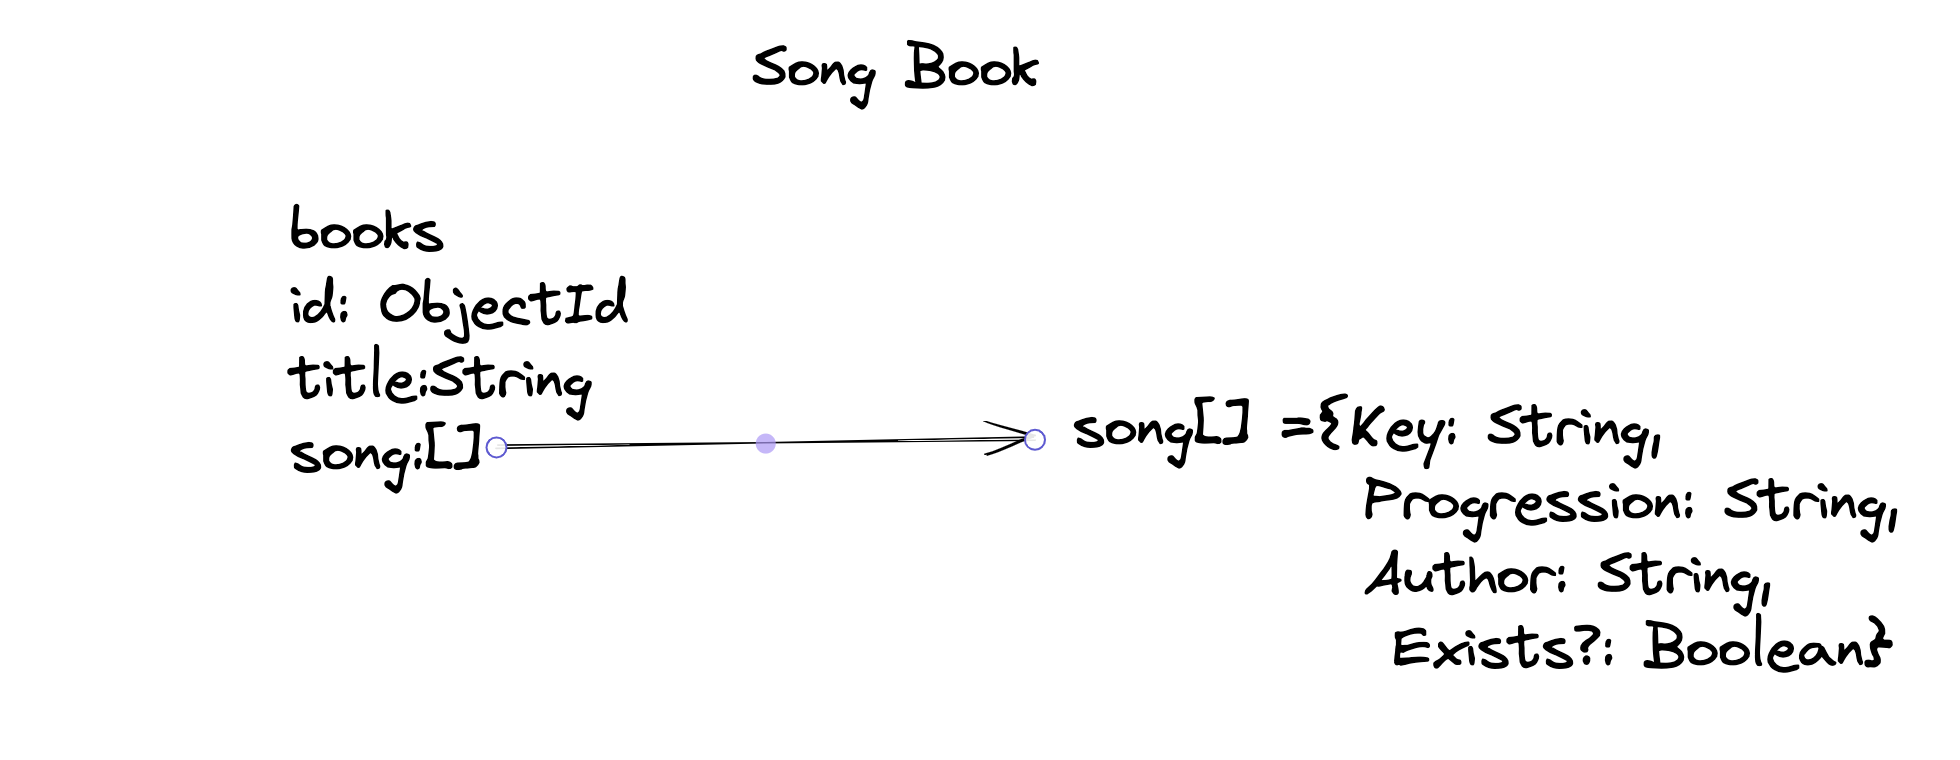 Song Book
books
id: ObjectId
title:String
song:[]
song[] ={Key: String,
Progression: String,
Author: String,
Exists?: Boolean}